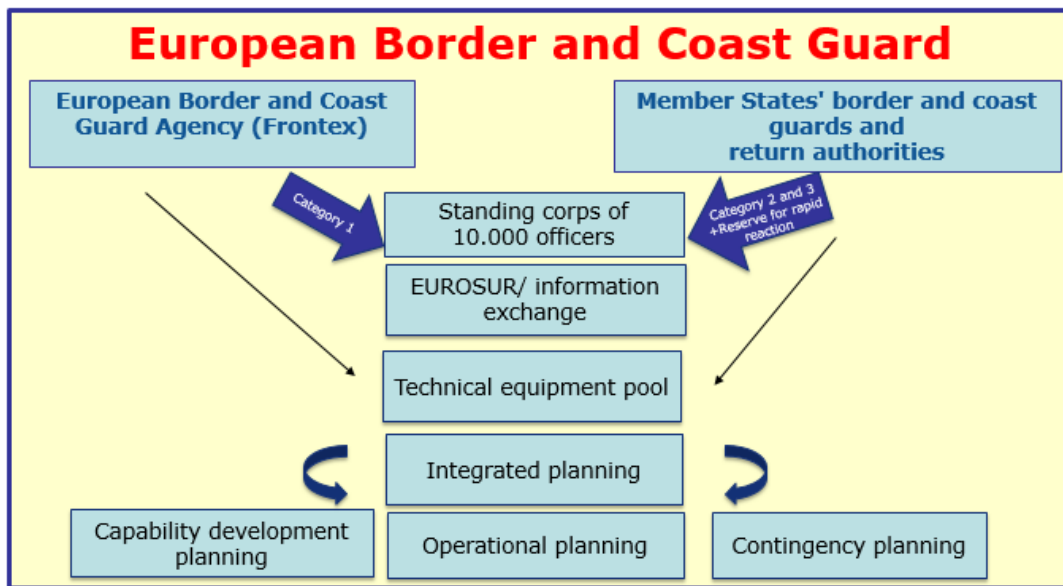 European Border and Coast Guard
European Border and Coast
Guard Agency (Frontex)
Member States' border and coast
guards and
return authorities
Category 1
Category 2 and 3
+Reserve for rapid
reaction
Standing corps of
10.000 officers
EUROSUR/ information
exchange
Technical equipment pool
Integrated planning
Capability development
planning
Operational planning
Contingency planning